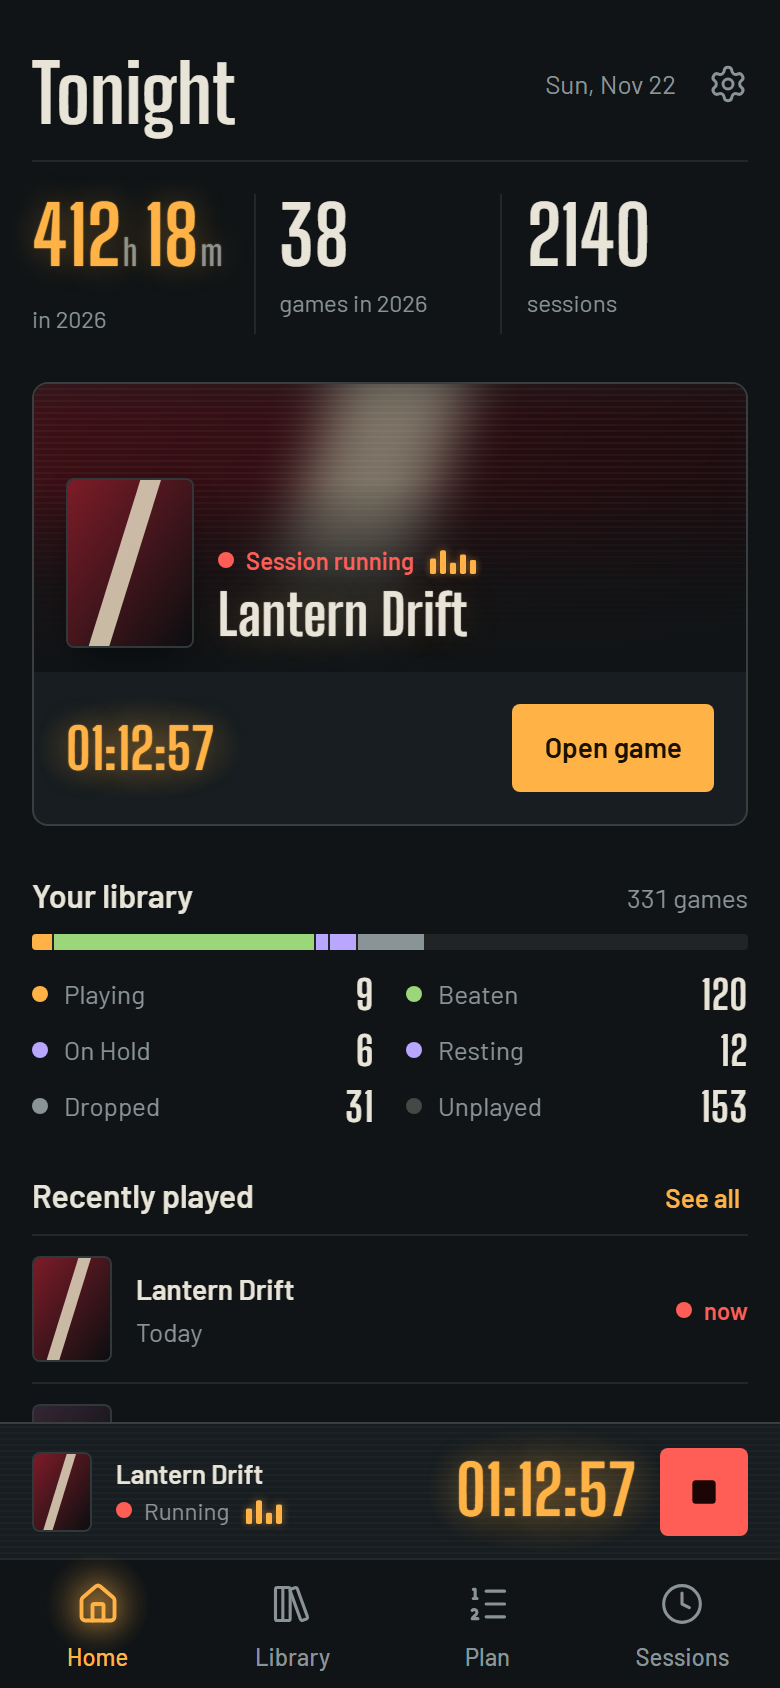 Tonight
Sun, Nov 22
412h 18m
in 2026
38
games in 2026
2140
sessions
Session running
Lantern Drift
01:12:57
Open game
Your library
331 games
Playing 9
Beaten 120
On Hold 6
Resting 12
Dropped 31
Unplayed 153
Recently played
See all
Lantern Drift
Today
now
Lantern Drift
Running
01:12:57
Home
Library
Plan
Sessions